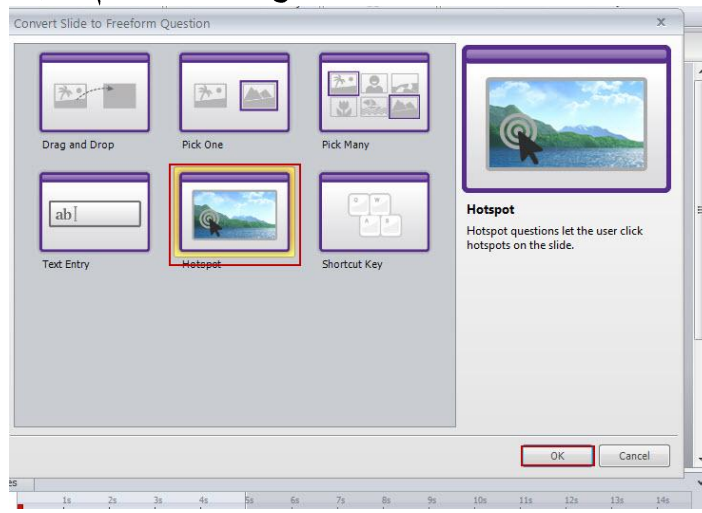 Convert Slide to Freeform Question
x
Drag and Drop
Pick One
Pick Many
ab
Text Entry
Hotspot
Shortcut Key
Hotspot
Hotspot questions let the user click
hotspots on the slide.
OK
Cancel
1s 2s 3s 4s 5s 6s 7s 8s 9s 10s 11s 12s 13s 14s